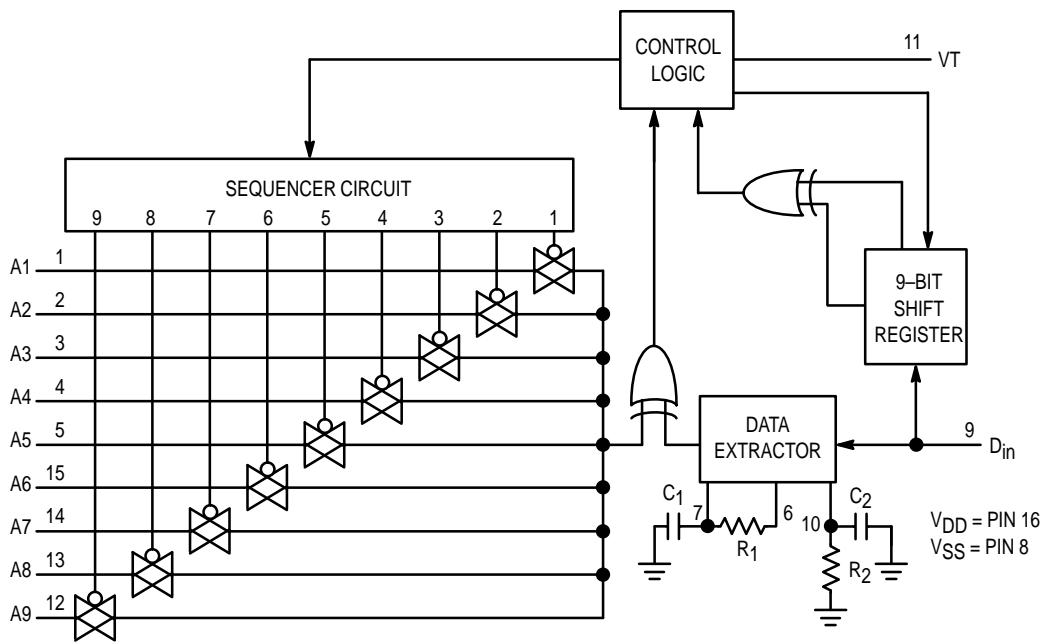 CONTROL
LOGIC
11
VT
SEQUENCER CIRCUIT
9 8 7 6 5 4 3 2 1
A1 1
A2 2
A3 3
A4 4
A5 5
A6 15
A7 14
A8 13
A9 12
9–BIT
SHIFT
REGISTER
DATA
EXTRACTOR
9
Din
C1
7
R1
6
10
C2
R2
VDD = PIN 16
VSS = PIN 8